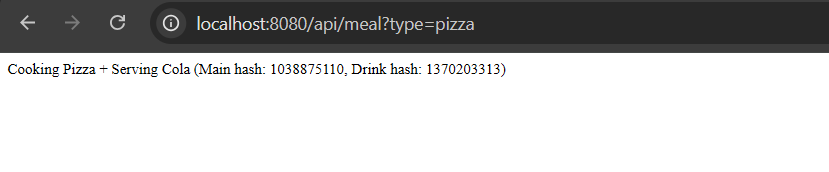 localhost:8080/api/meal?type=pizza
Cooking Pizza + Serving Cola (Main hash: 1038875110, Drink hash: 1370203313)